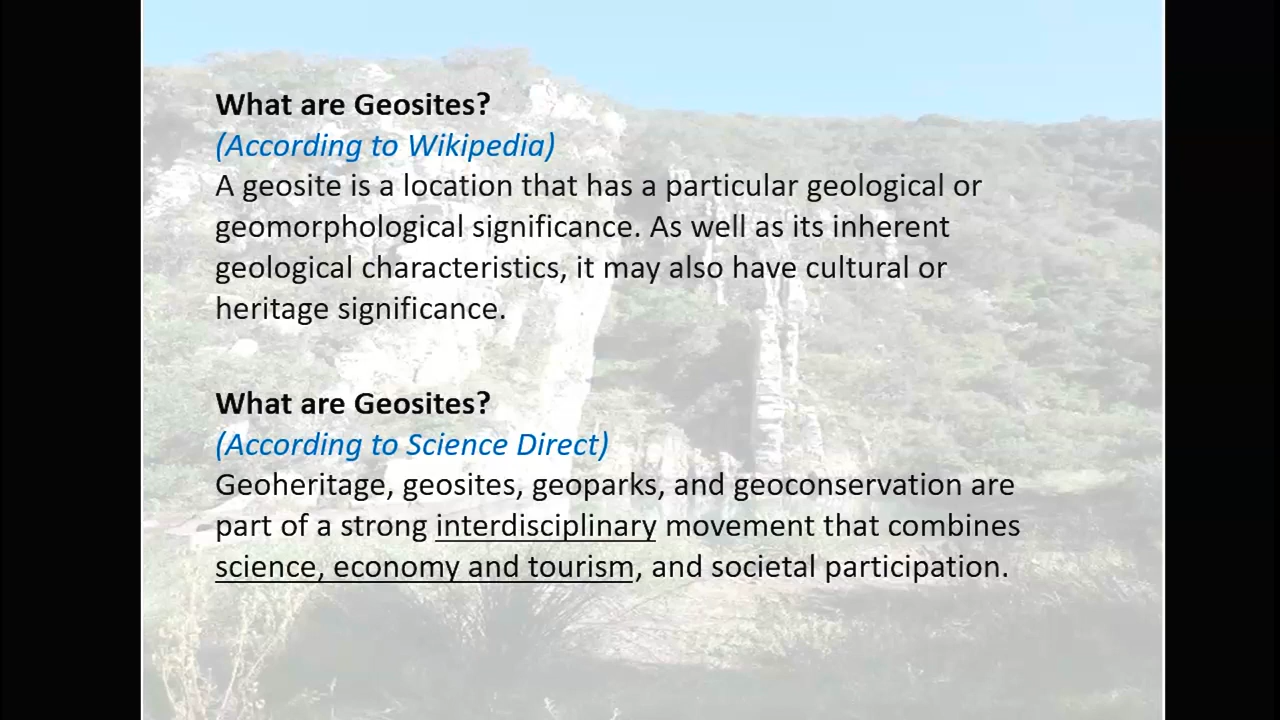 What are Geosites?
(According to Wikipedia)
A geosite is a location that has a particular geological or
geomorphological significance. As well as its inherent
geological characteristics, it may also have cultural or
heritage significance.
What are Geosites?
(According to Science Direct)
Geoheritage, geosites, geoparks, and geoconservation are
part of a strong interdisciplinary movement that combines
science, economy and tourism, and societal participation.